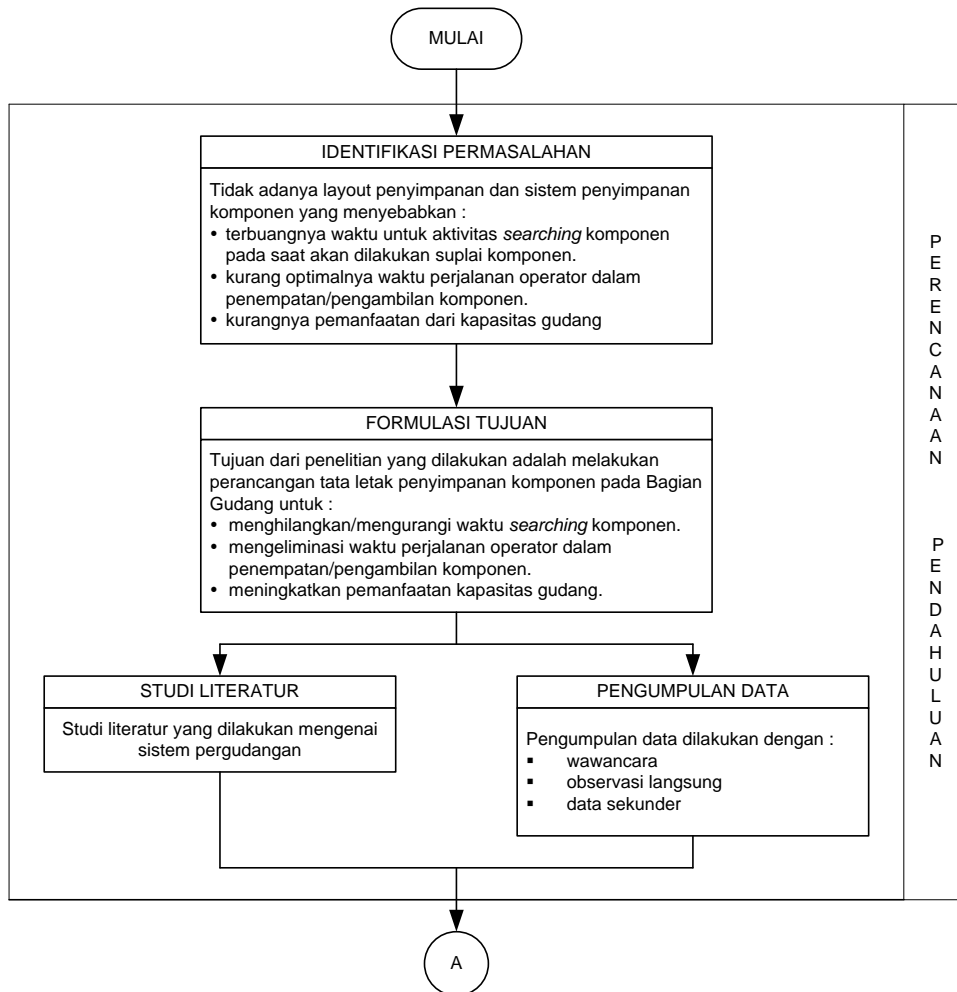 MULAI
IDENTIFIKASI PERMASALAHAN
Tidak adanya layout penyimpanan dan sistem penyimpanan
komponen yang menyebabkan :
• terbuangnya waktu untuk aktivitas searching komponen
pada saat akan dilakukan suplai komponen.
• kurang optimalnya waktu perjalanan operator dalam
penempatan/pengambilan komponen.
• kurangnya pemanfaatan dari kapasitas gudang
FORMULASI TUJUAN
Tujuan dari penelitian yang dilakukan adalah melakukan
perancangan tata letak penyimpanan komponen pada Bagian
Gudang untuk :
• menghilangkan/mengurangi waktu searching komponen.
• mengeliminasi waktu perjalanan operator dalam
penempatan/pengambilan komponen.
• meningkatkan pemanfaatan kapasitas gudang.
STUDI LITERATUR
Studi literatur yang dilakukan mengenai
sistem pergudangan
PENGUMPULAN DATA
Pengumpulan data dilakukan dengan :
▪ wawancara
▪ observasi langsung
▪ data sekunder
PERENCANAAN PENDAHULUAN
A